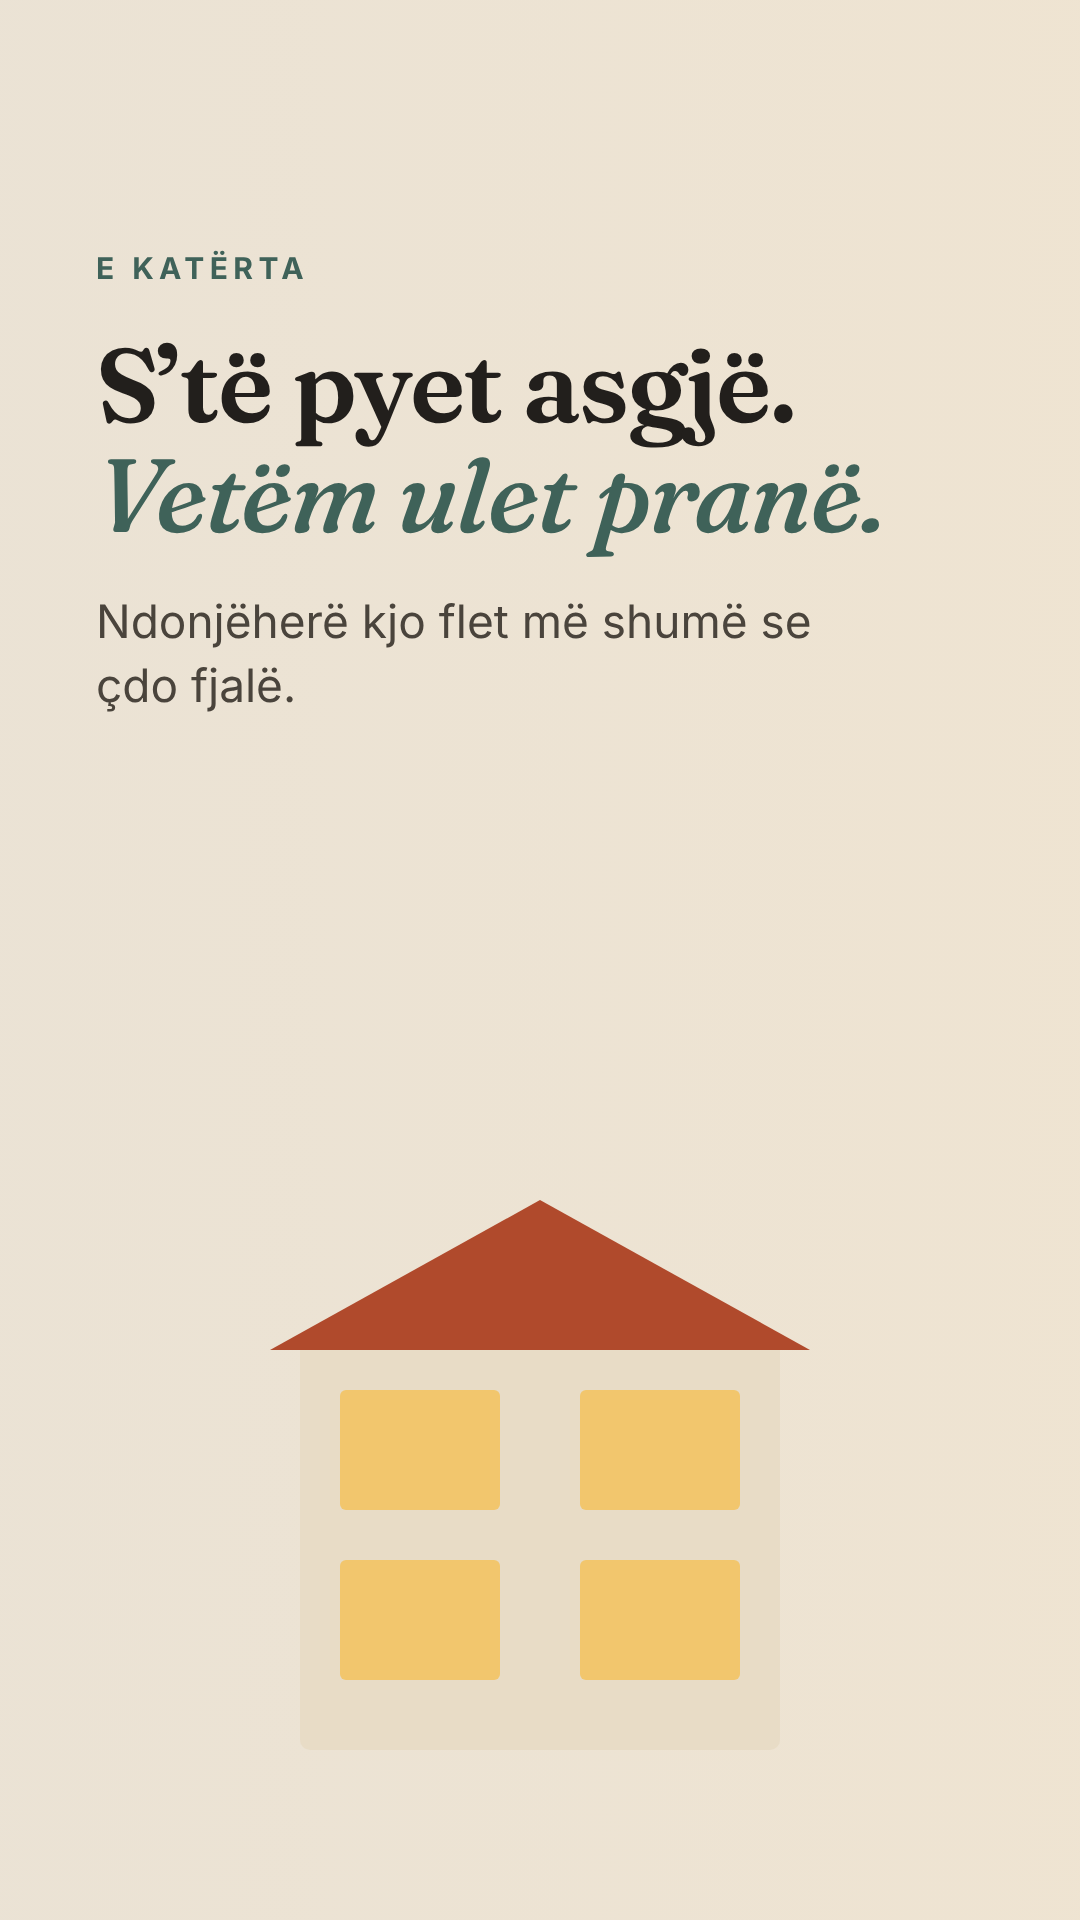 E KATËRTA
S’të pyet asgjë.
Vetëm ulet pranë.
Ndonjëherë kjo flet më shumë se
çdo fjalë.